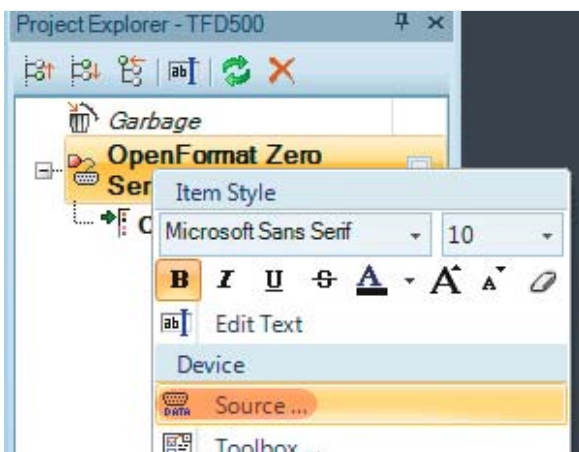 Project Explorer - TFD500
Garbage
OpenFormat Zero
Ser
Item Style
Microsoft Sans Serif 10
B I U S A A A
Edit Text
Device
DATA Source ...
Toolbox ...